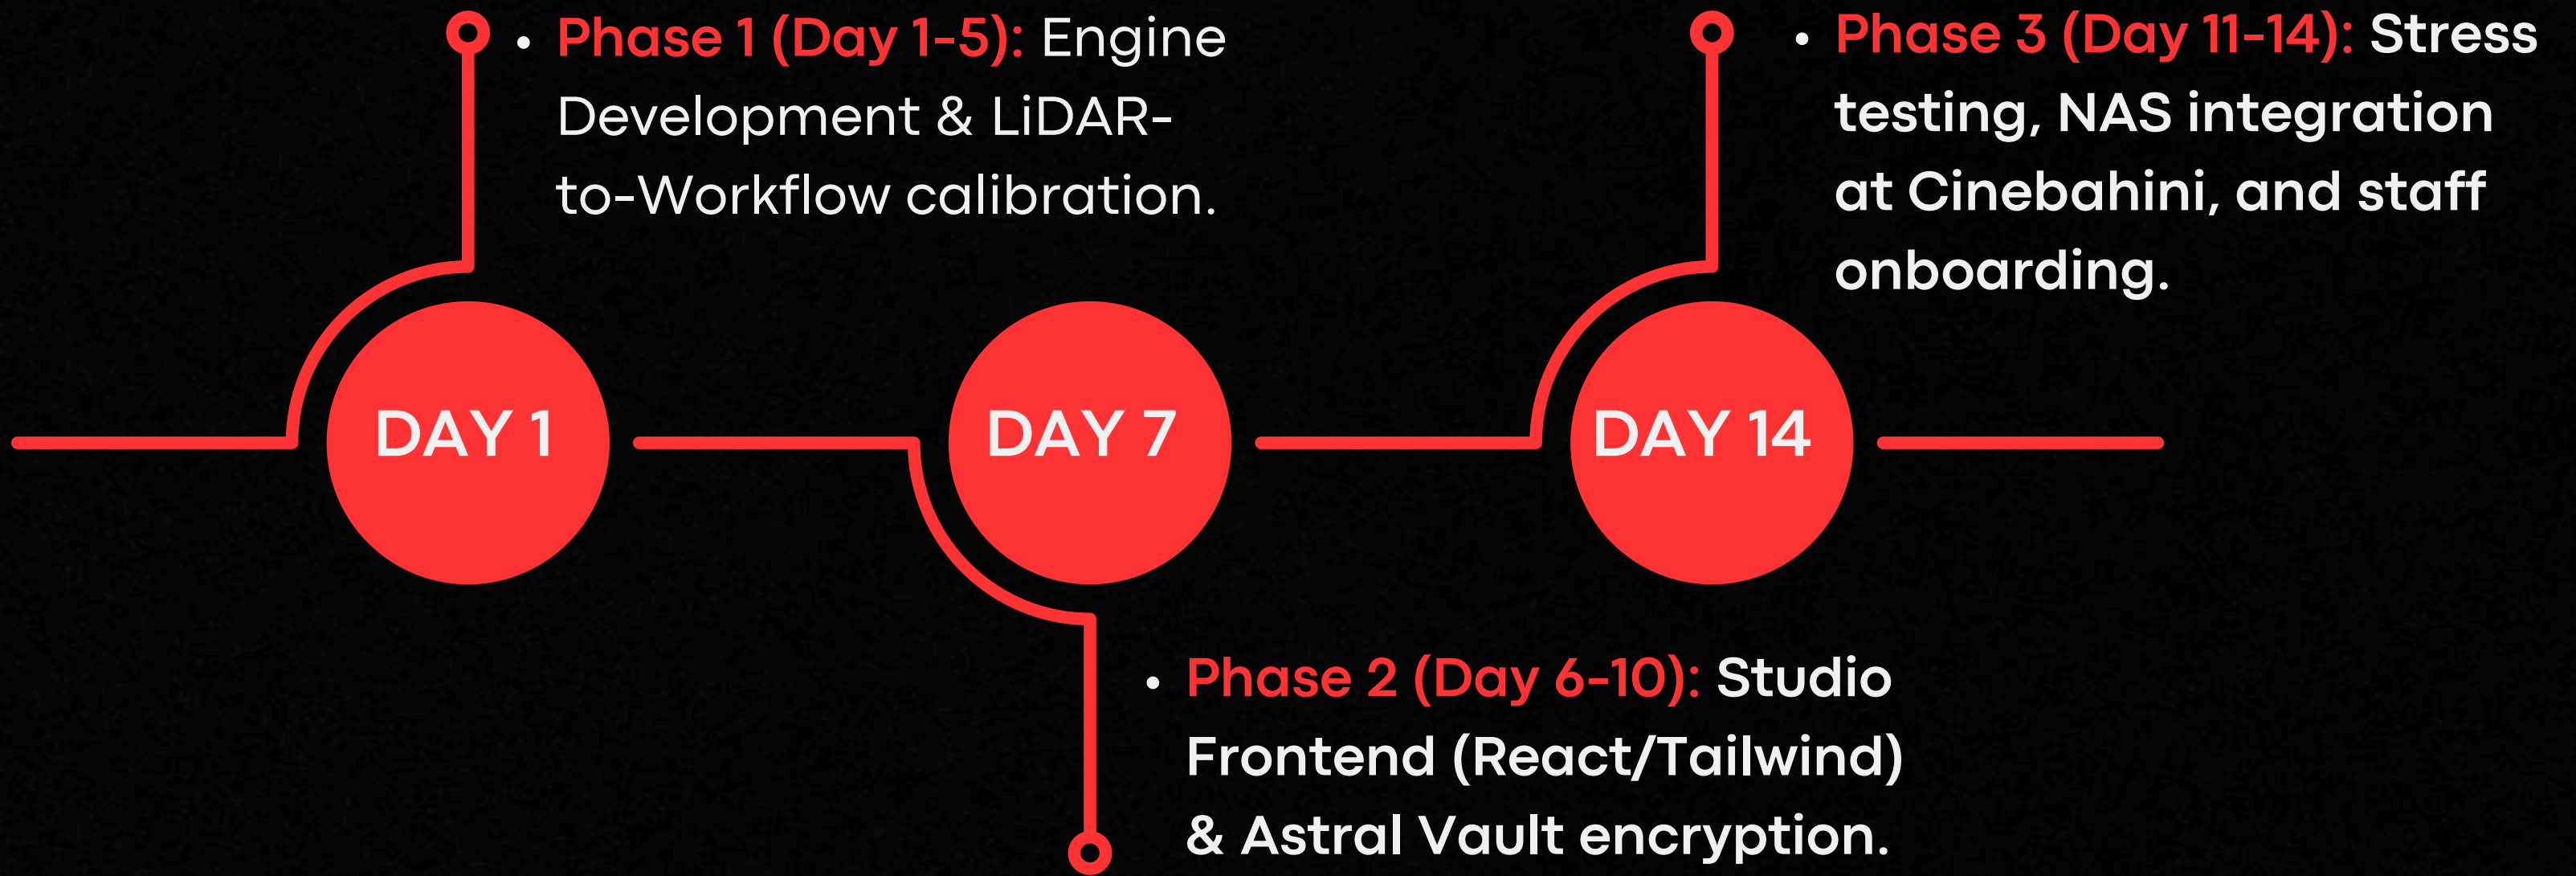 • Phase 1 (Day 1-5): Engine
Development & LiDAR-
to-Workflow calibration.
• Phase 3 (Day 11-14): Stress
testing, NAS integration
at Cinebahini, and staff
onboarding.
DAY 1
DAY 7
DAY 14
• Phase 2 (Day 6-10): Studio
Frontend (React/Tailwind)
& Astral Vault encryption.